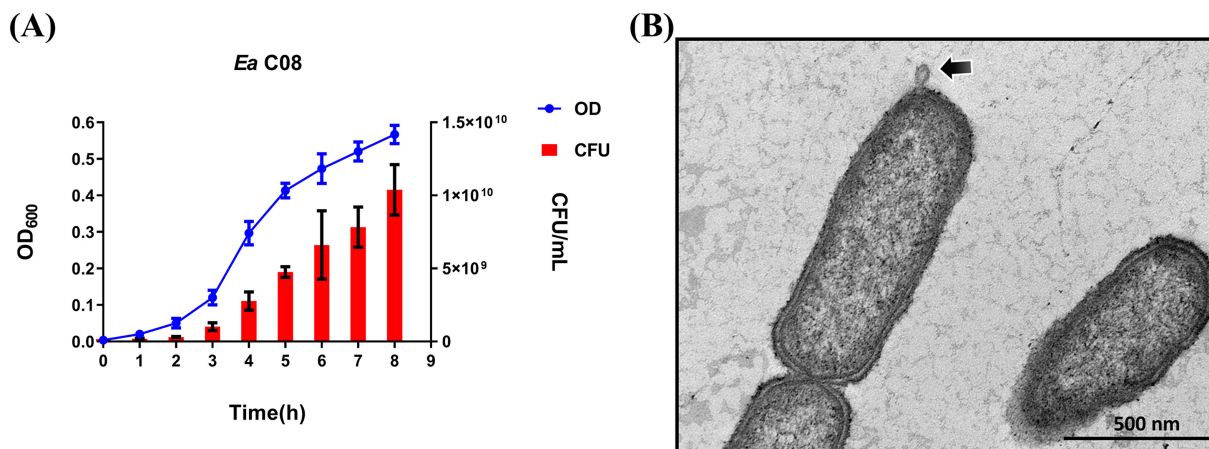 (A)
(B)
Ea C08
OD
CFU
0.6
0.5
0.4
0.3
0.2
0.1
0.0
OD600
1.5×10^10
1×10^10
5×10^9
0
CFU/mL
0 1 2 3 4 5 6 7 8 9
Time(h)
500 nm